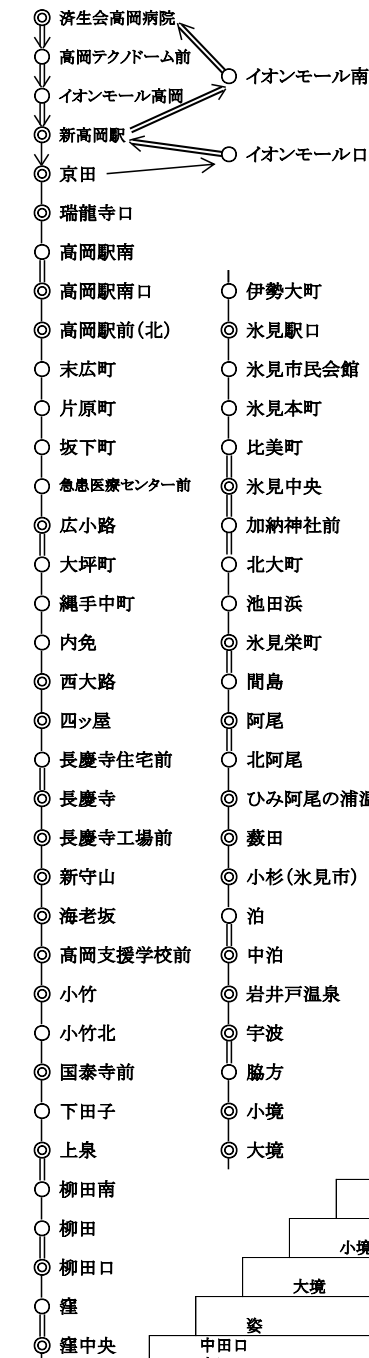 済生会高岡病院
高岡テクノドーム前
イオンモール高岡
新高岡駅
京田
瑞龍寺口
高岡駅南
高岡駅南口
高岡駅前(北)
末広町
片原町
坂下町
急患医療センター前
広小路
大坪町
縄手中町
内免
西大路
四ッ屋
長慶寺住宅前
長慶寺
長慶寺工場前
新守山
海老坂
高岡支援学校前
小竹
小竹北
国泰寺前
下田子
上泉
柳田南
柳田
柳田口
窪
窪中央
イオンモール南
イオンモール口
伊勢大町
氷見駅口
氷見市民会館
氷見本町
比美町
氷見中央
加納神社前
北大町
池田浜
氷見栄町
間島
阿尾
北阿尾
ひみ阿尾の浦温
薮田
小杉(氷見市)
泊
中泊
岩井戸温泉
宇波
脇方
小境
大境
小境
大境
姿
中田口